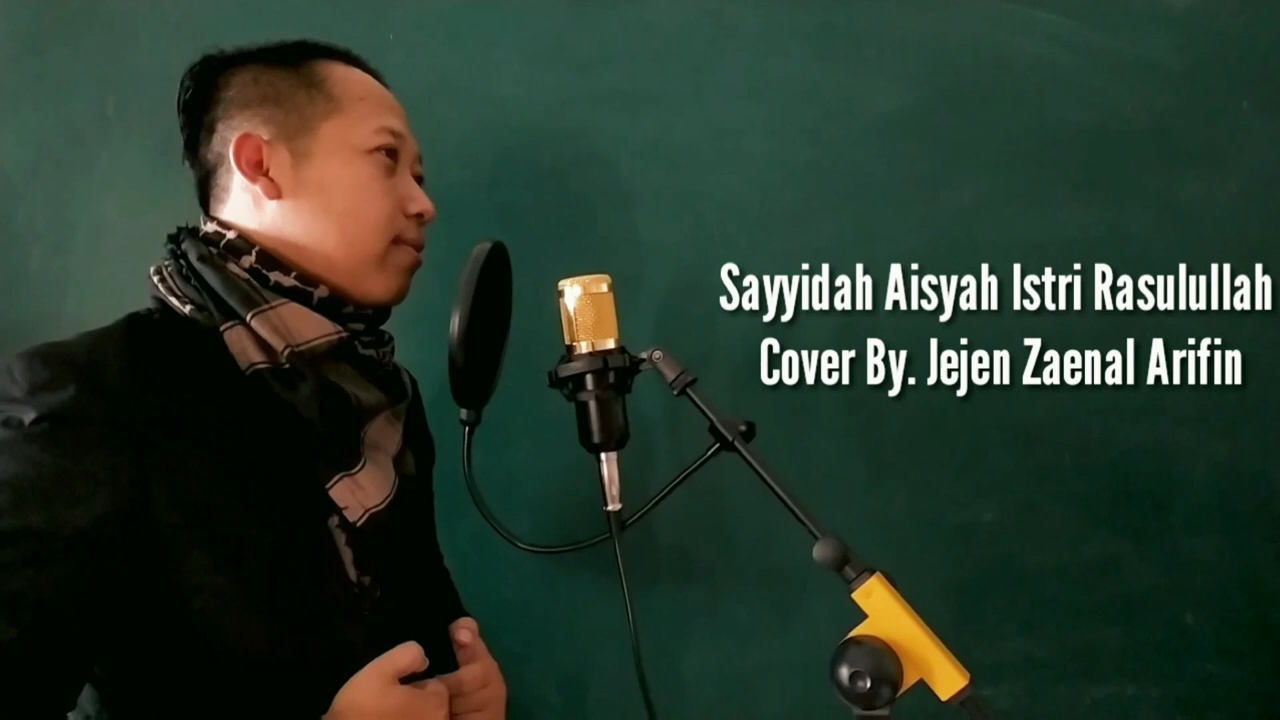 Sayyidah Aisyah Istri Rasulullah
Cover By. Jejen Zaenal Arifin